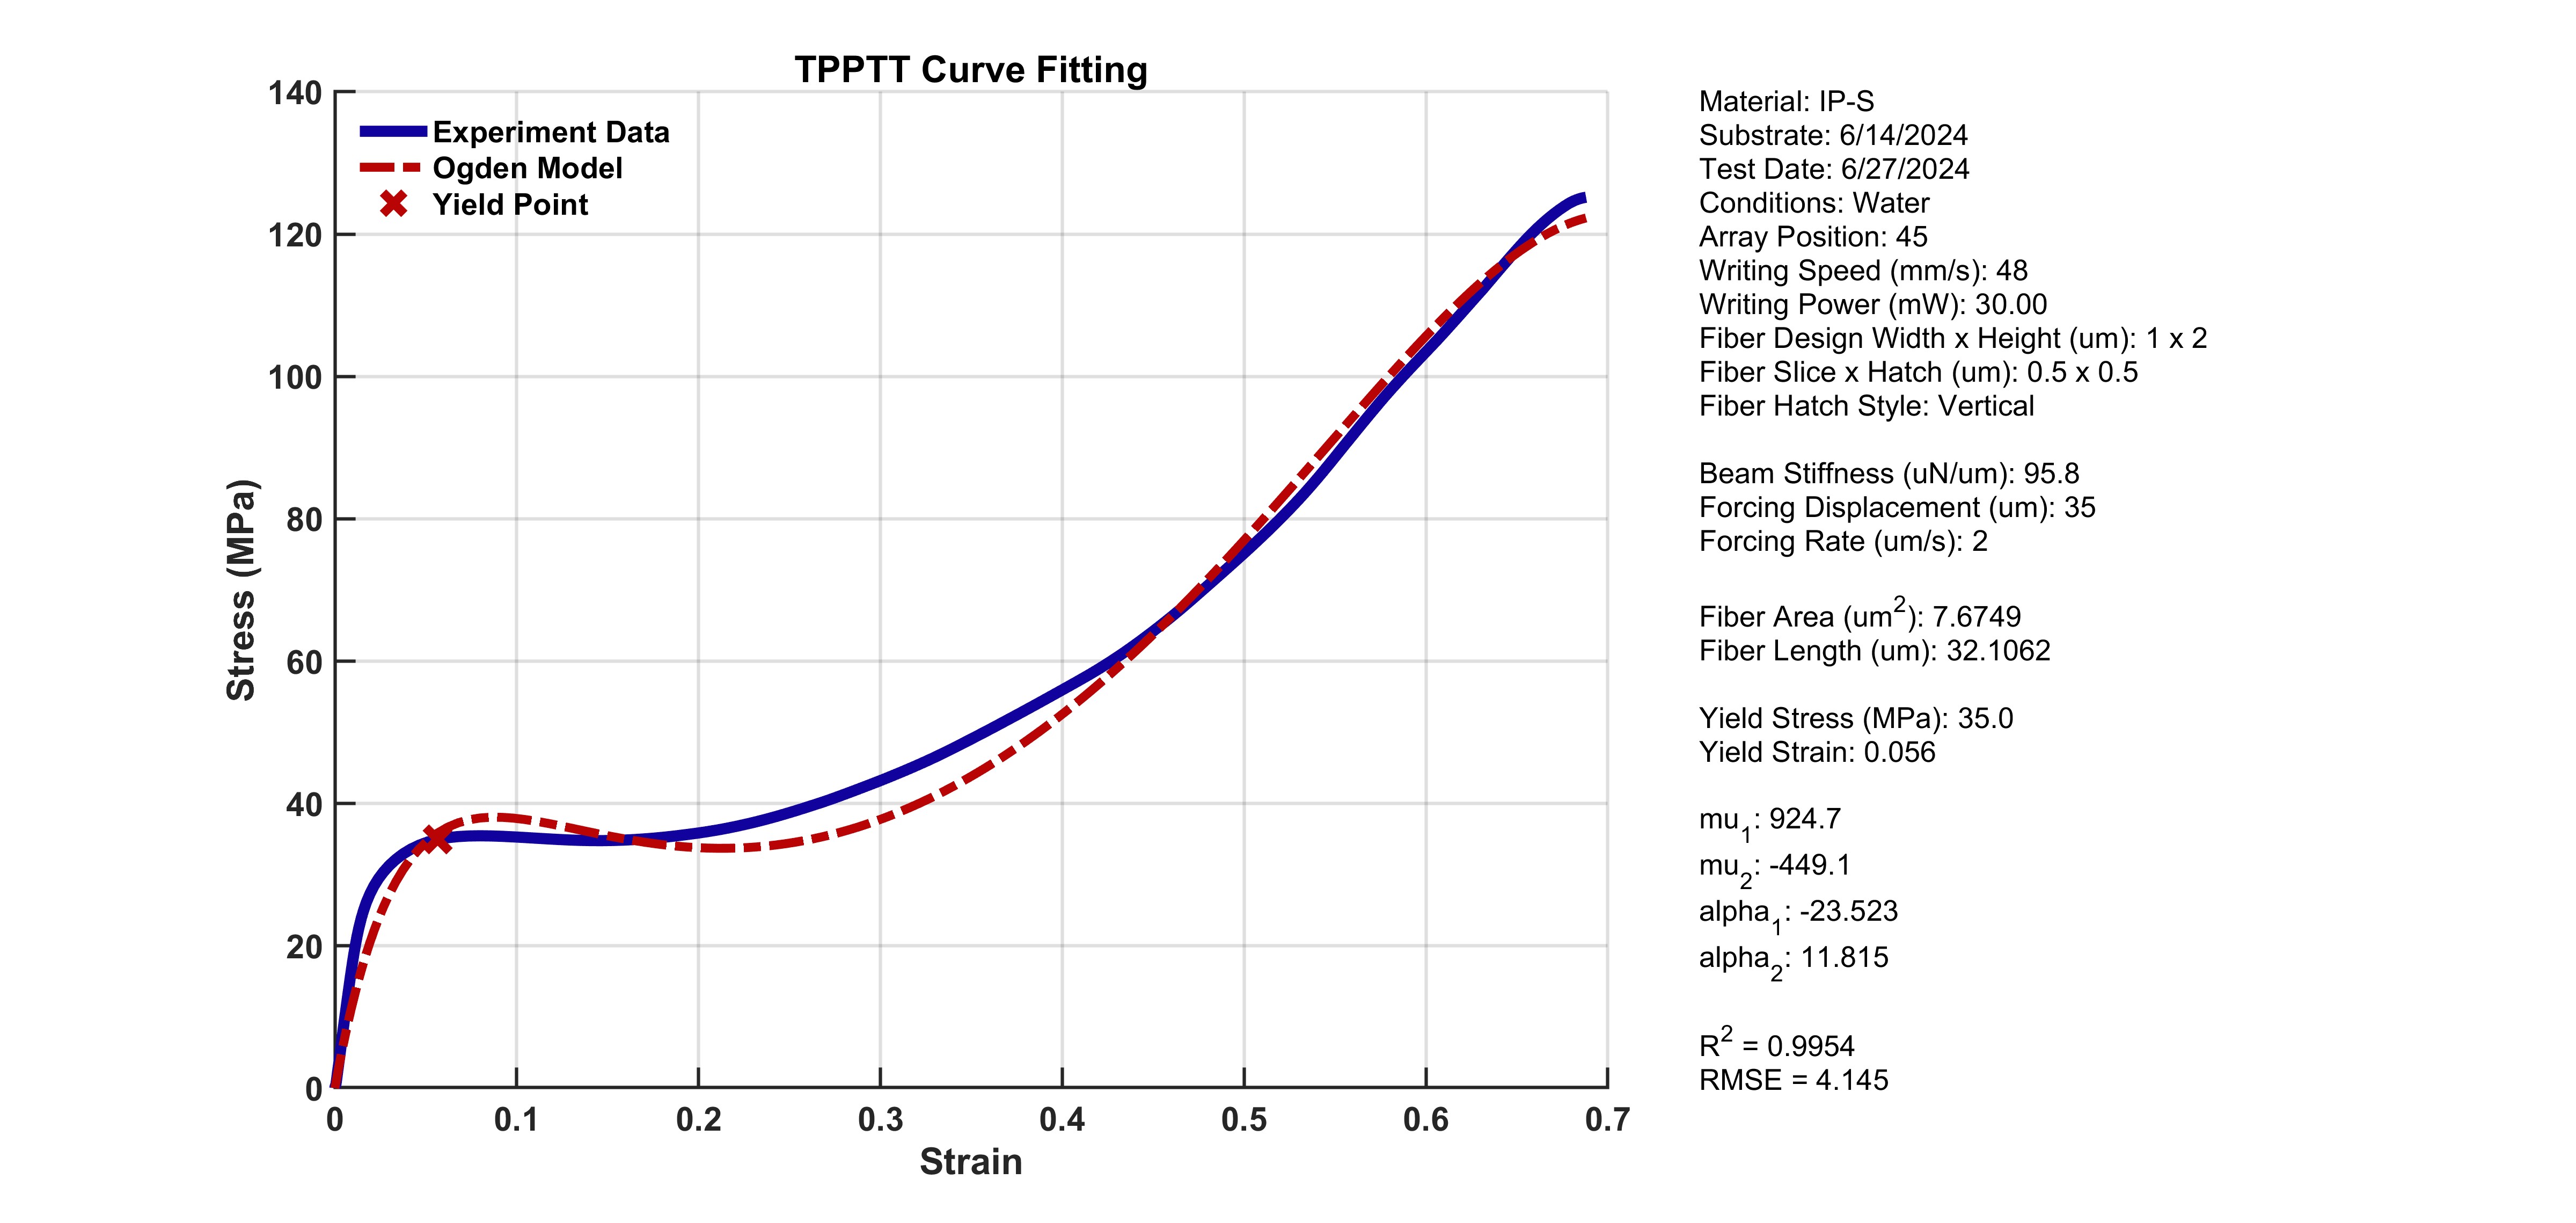 TPPTT Curve Fitting
140
120
100
80
60
40
20
0
Stress (MPa)
Experiment Data
Ogden Model
Yield Point
0 0.1 0.2 0.3 0.4 0.5 0.6 0.7
Strain
Material: IP-S
Substrate: 6/14/2024
Test Date: 6/27/2024
Conditions: Water
Array Position: 45
Writing Speed (mm/s): 48
Writing Power (mW): 30.00
Fiber Design Width x Height (um): 1 x 2
Fiber Slice x Hatch (um): 0.5 x 0.5
Fiber Hatch Style: Vertical
Beam Stiffness (uN/um): 95.8
Forcing Displacement (um): 35
Forcing Rate (um/s): 2
Fiber Area (um²): 7.6749
Fiber Length (um): 32.1062
Yield Stress (MPa): 35.0
Yield Strain: 0.056
mu₁: 924.7
mu₂: -449.1
alpha₁: -23.523
alpha₂: 11.815
R² = 0.9954
RMSE = 4.145